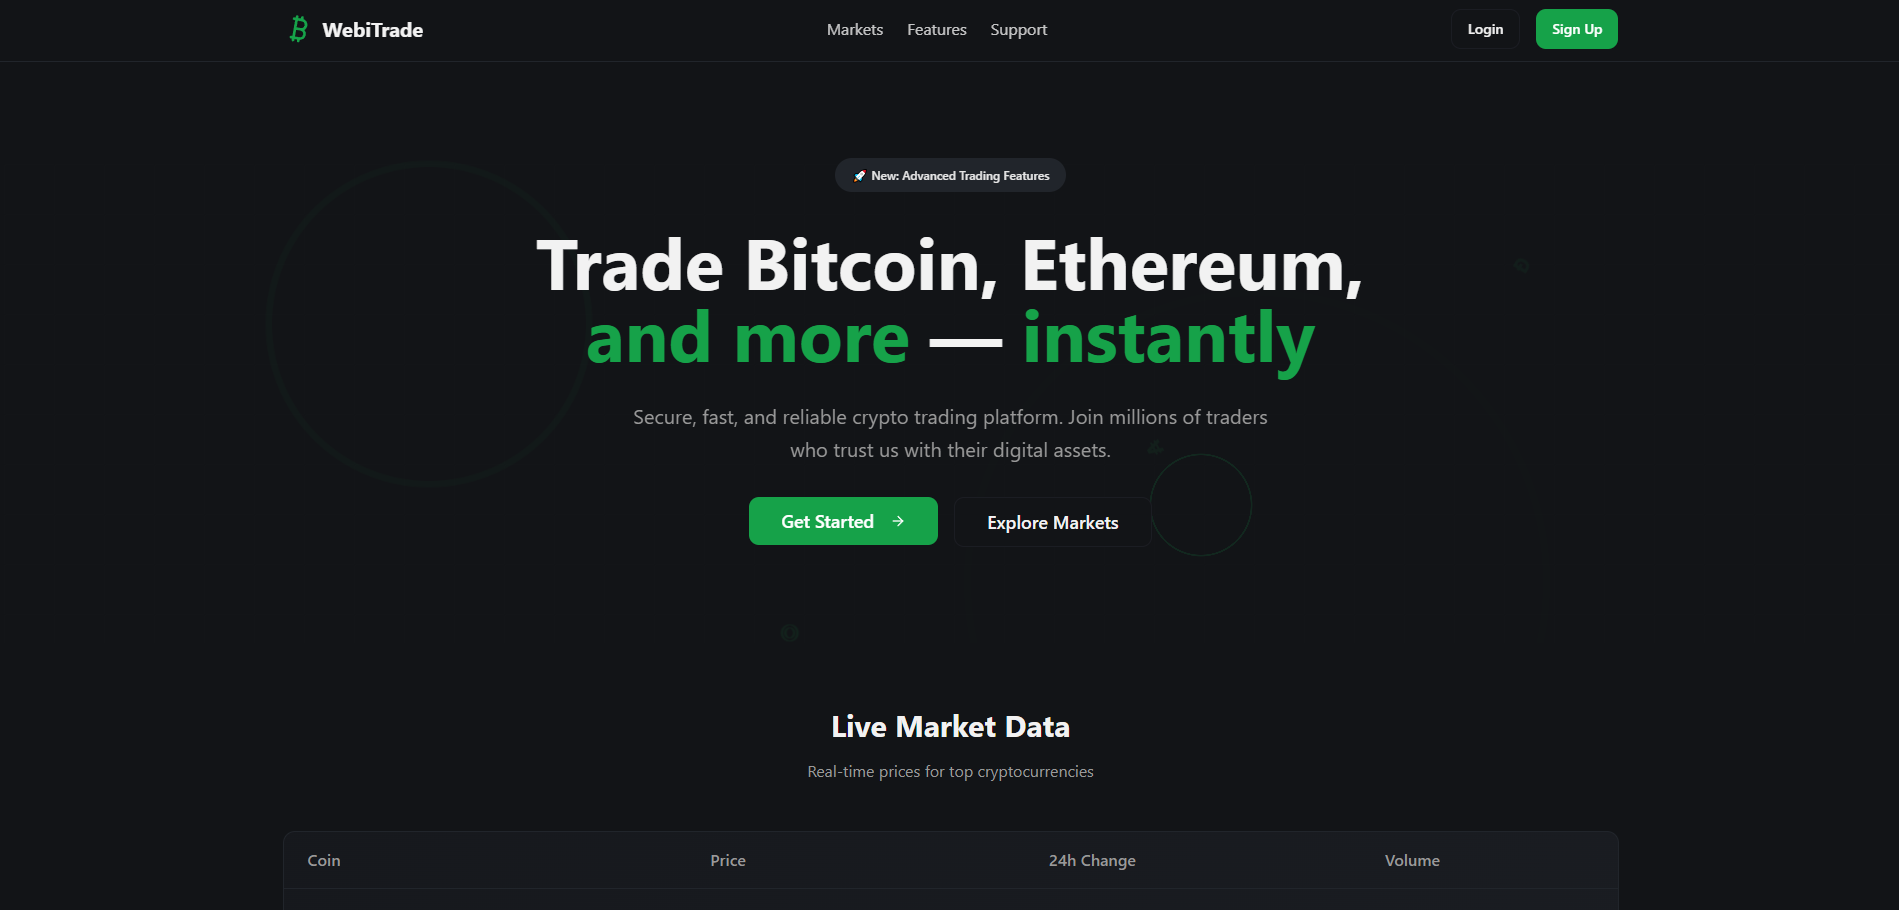 WebiTrade
Markets Features Support
Login
Sign Up
🚀 New: Advanced Trading Features
Trade Bitcoin, Ethereum,
and more — instantly
Secure, fast, and reliable crypto trading platform. Join millions of traders
who trust us with their digital assets.
Get Started →
Explore Markets
Live Market Data
Real-time prices for top cryptocurrencies
Coin Price 24h Change Volume